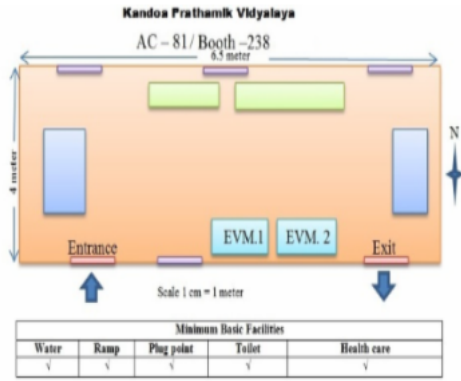 Kandoa Prathamik Vidyalaya
AC – 81/ Booth –238
6.5 meter
4 meter
N
EVM.1 EVM. 2
Entrance Exit
Scale 1 cm = 1 meter
Minimum Basic Facilities
Water Ramp Plug point Toilet Health care
√ √ √ √ √